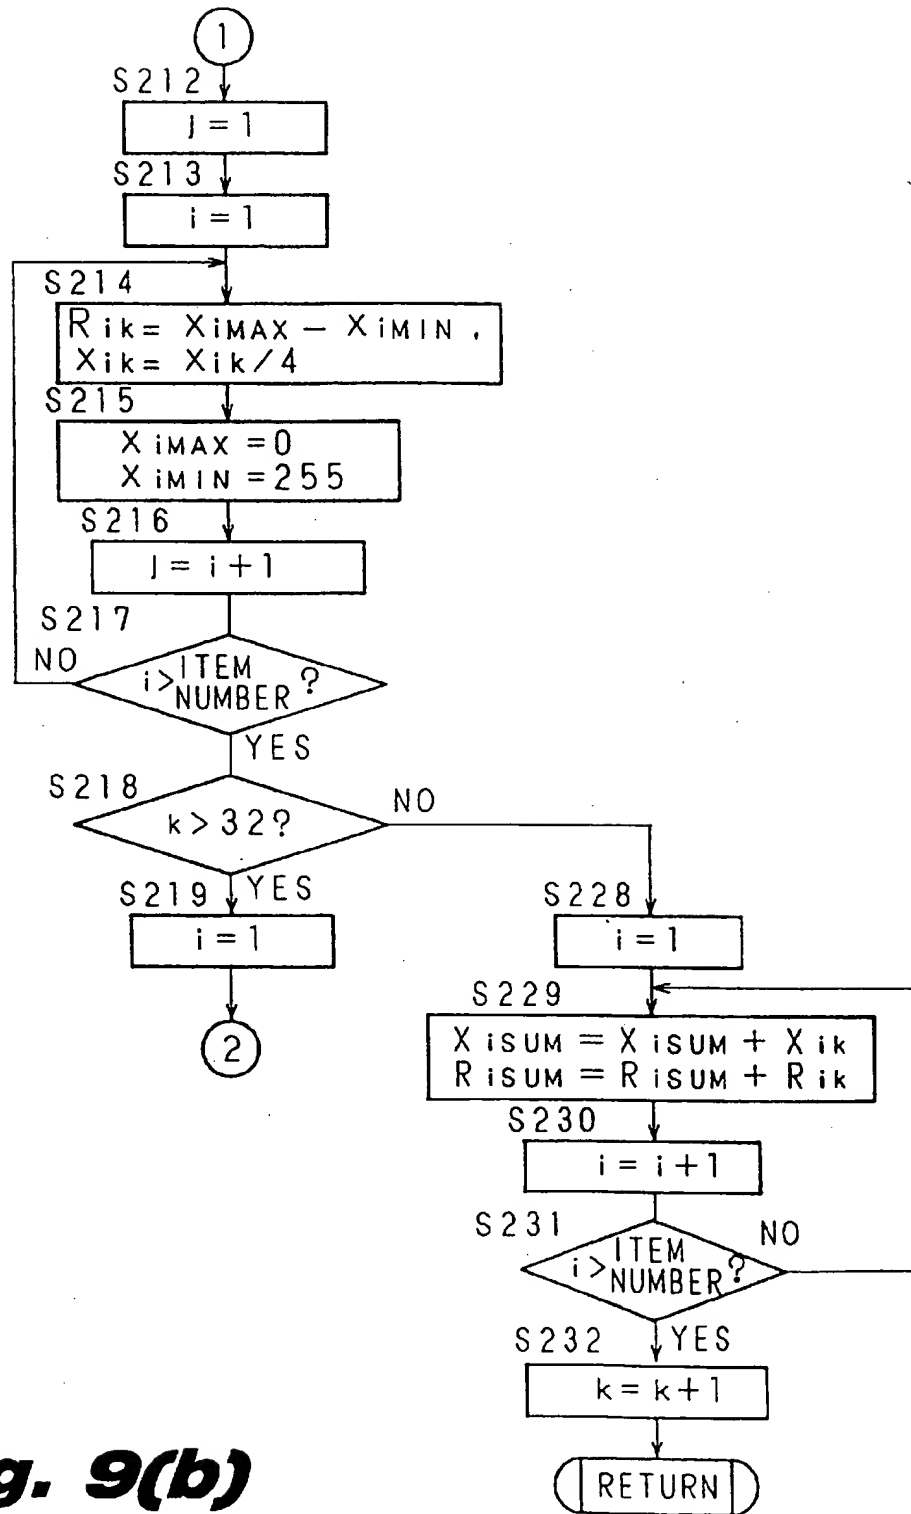 1
S212
j = 1
S213
i = 1
S214
Rik = XiMAX - XiMIN ,
Xik = Xik/4
S215
XiMAX = 0
XiMIN = 255
S216
j = i + 1
S217
NO
i > ITEM NUMBER ?
YES
S218
NO
k > 32?
YES
S219
i = 1
2
S228
i = 1
S229
XiSUM = XiSUM + Xik
RiSUM = RiSUM + Rik
S230
i = i + 1
S231
NO
i > ITEM NUMBER ?
YES
S232
k = k + 1
RETURN
g. 9(b)